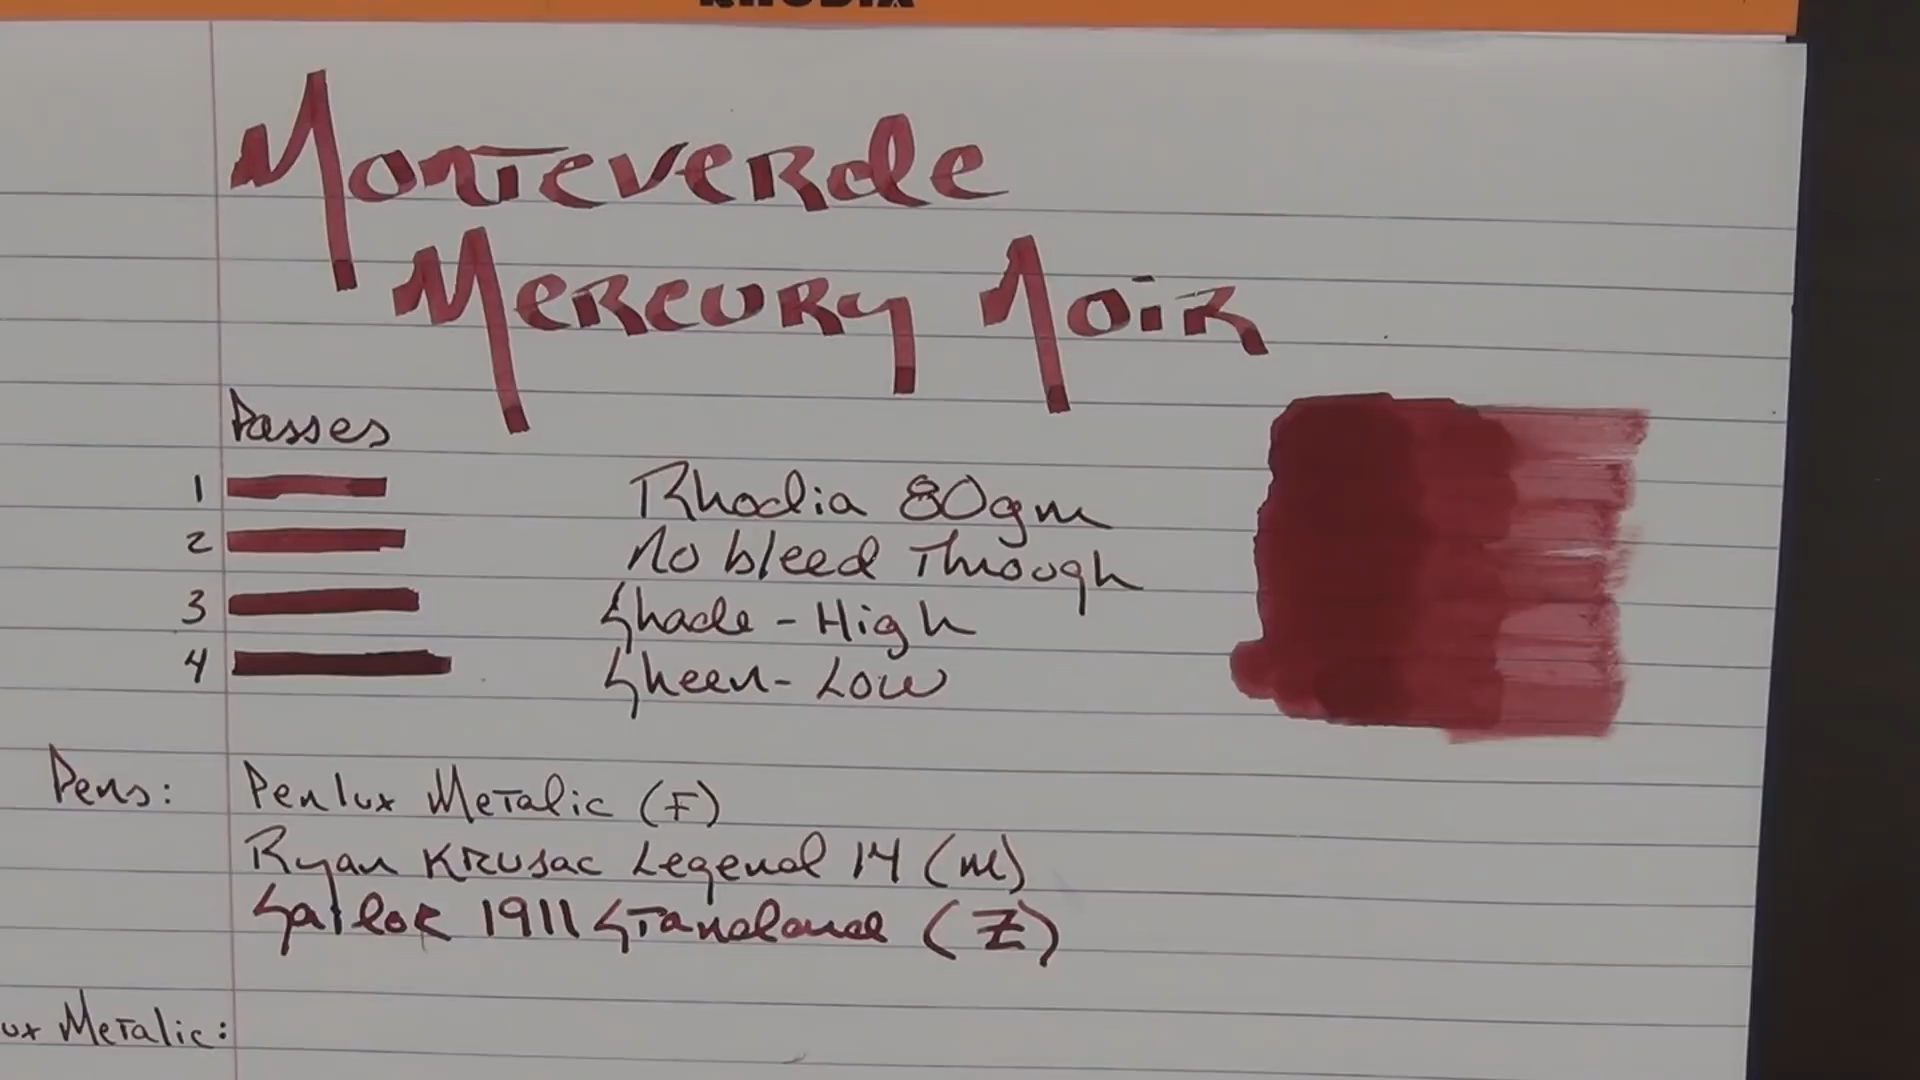 RHODIA
Monteverde
Mercury Noir
Passes
1
2
3
4
Rhodia 80gm
No bleed Through
Shade - High
Sheen - Low
Pens: Penlux Metalic (F)
Ryan Krusac Legend 14 (M)
Sailor 1911 Standard (Z)
ux Metalic: